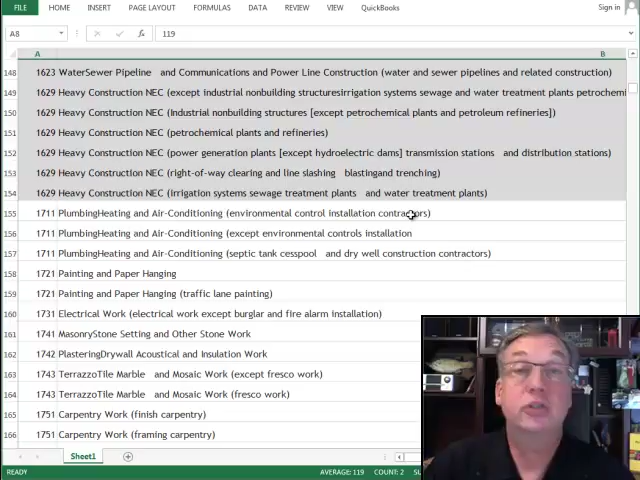 FILE HOME INSERT PAGE LAYOUT FORMULAS DATA REVIEW VIEW QuickBooks Sign in
A8 fx 119
A B
148 1623 WaterSewer Pipeline and Communications and Power Line Construction (water and sewer pipelines and related construction)
149 1629 Heavy Construction NEC (except industrial nonbuilding structuresirrigation systems sewage and water treatment plants petrochemi
150 1629 Heavy Construction NEC (Industrial nonbuilding structures [except petrochemical plants and petroleum refineries])
151 1629 Heavy Construction NEC (petrochemical plants and refineries)
152 1629 Heavy Construction NEC (power generation plants [except hydroelectric dams] transmission stations and distribution stations)
153 1629 Heavy Construction NEC (right-of-way clearing and line slashing blastingand trenching)
154 1629 Heavy Construction NEC (irrigation systems sewage treatment plants and water treatment plants)
155 1711 PlumbingHeating and Air-Conditioning (environmental control installation contractors)
156 1711 PlumbingHeating and Air-Conditioning (except environmental controls installation
157 1711 PlumbingHeating and Air-Conditioning (septic tank cesspool and dry well construction contractors)
158 1721 Painting and Paper Hanging
159 1721 Painting and Paper Hanging (traffic lane painting)
160 1731 Electrical Work (electrical work except burglar and fire alarm installation)
161 1741 MasonryStone Setting and Other Stone Work
162 1742 PlasteringDrywall Acoustical and Insulation Work
163 1743 TerrazzoTile Marble and Mosaic Work (except fresco work)
164 1743 TerrazzoTile Marble and Mosaic Work (fresco work)
165 1751 Carpentry Work (finish carpentry)
166 1751 Carpentry Work (framing carpentry)
Sheet1
READY AVERAGE: 119 COUNT: 2 SU